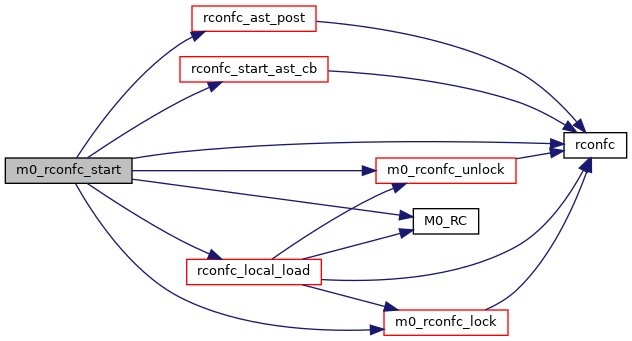 rconfc_ast_post
rconfc_start_ast_cb
rconfc
m0_rconfc_start
m0_rconfc_unlock
M0_RC
rconfc_local_load
m0_rconfc_lock